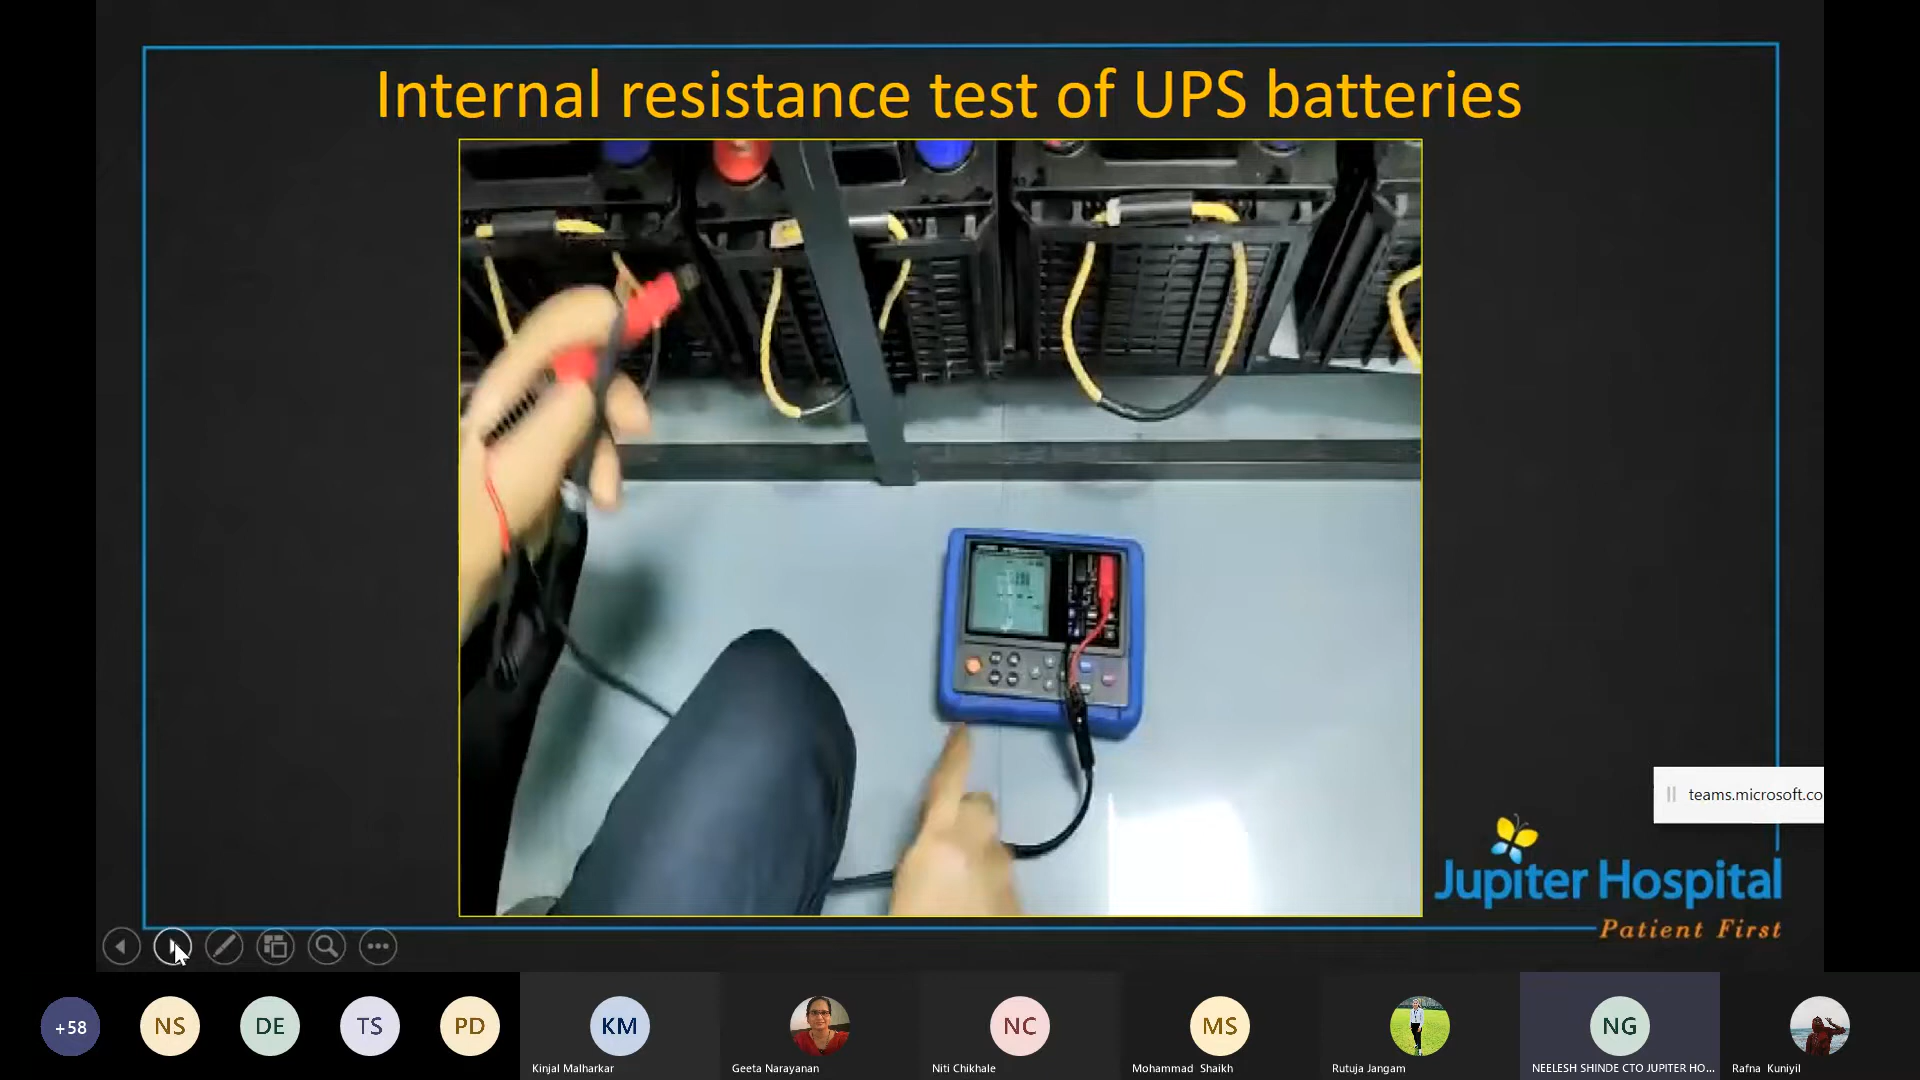 Internal resistance test of UPS batteries
teams.microsoft.co
Jupiter Hospital
Patient First
+58
NS
DE
TS
PD
KM
NC
MS
NG
Kinjal Malharkar
Geeta Narayanan
Niti Chikhale
Mohammad Shaikh
Rutuja Jangam
NEELESH SHINDE CTO JUPITER HO...
Rafna Kuniyil